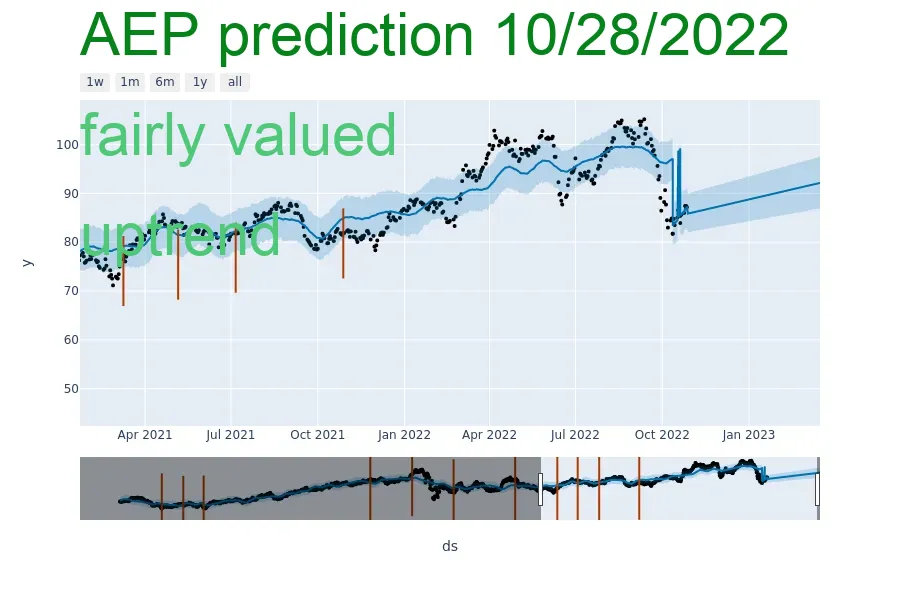 AEP prediction 10/28/2022
1w 1m 6m 1y all
fairly valued
uptrend
100
90
80
70
60
50
y
Apr 2021 Jul 2021 Oct 2021 Jan 2022 Apr 2022 Jul 2022 Oct 2022 Jan 2023
ds